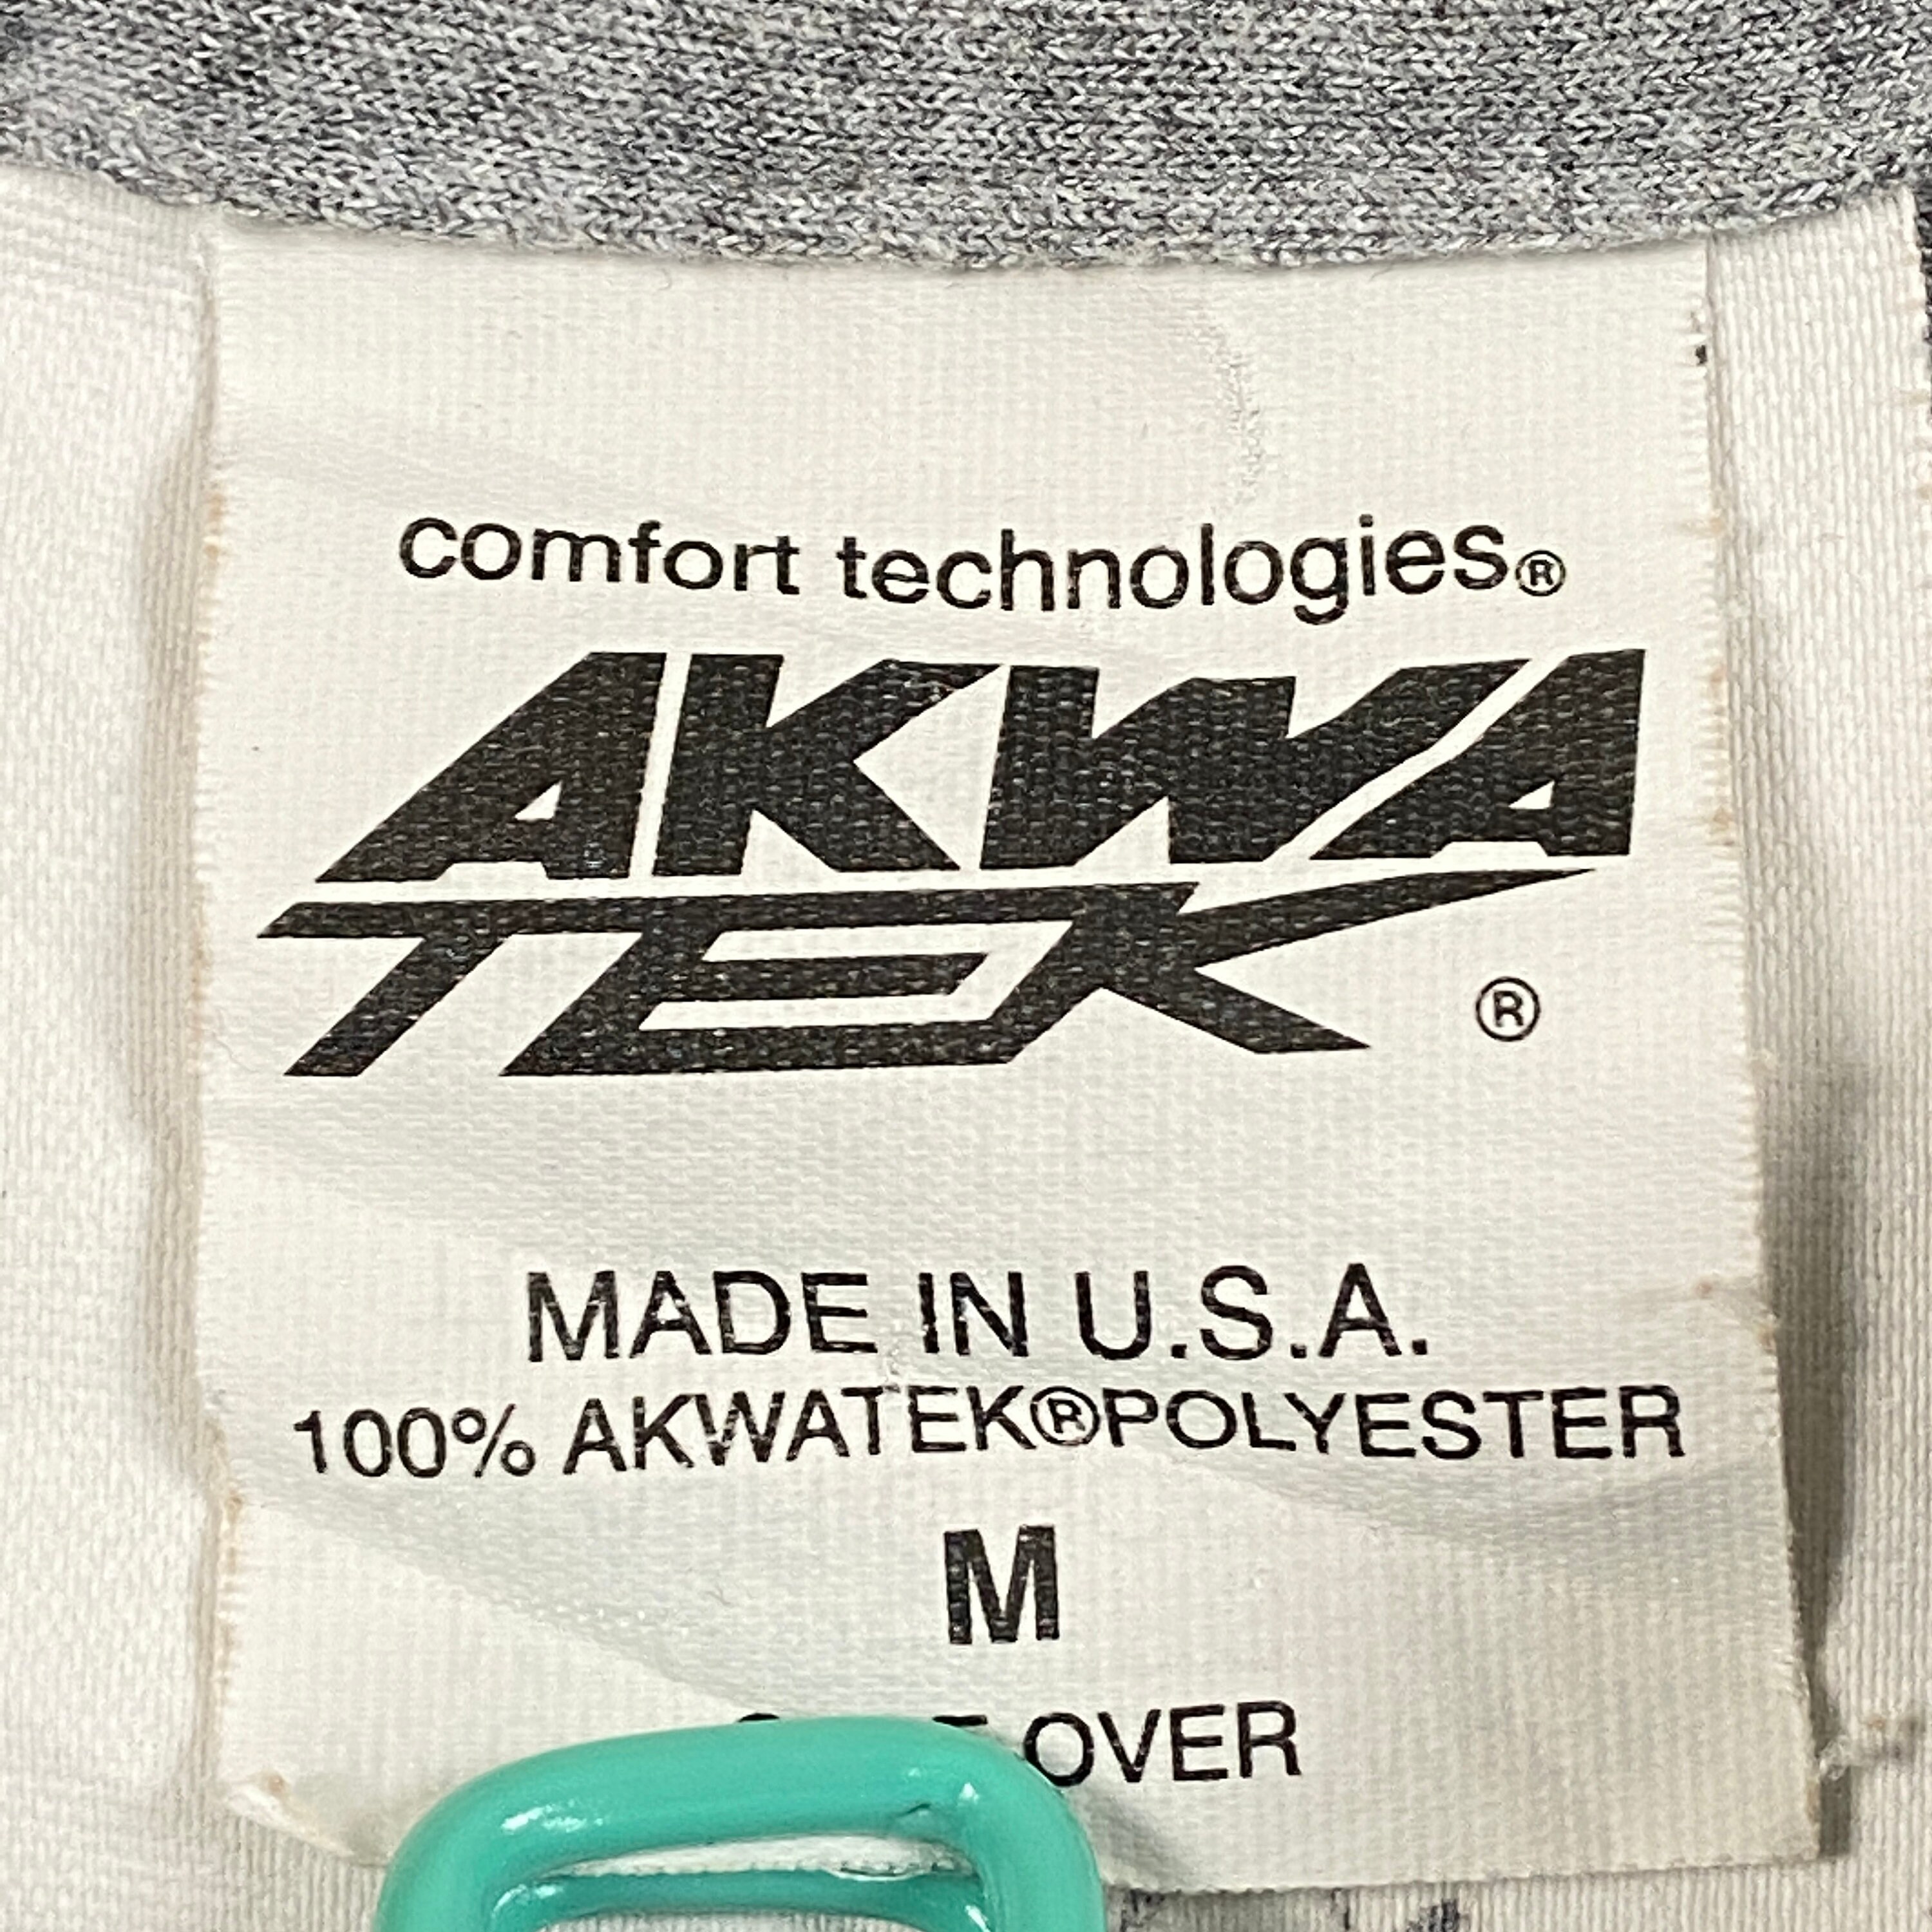 comfort technologies®
AKWA
TEK ®
MADE IN U.S.A.
100% AKWATEK®POLYESTER
M
OVER